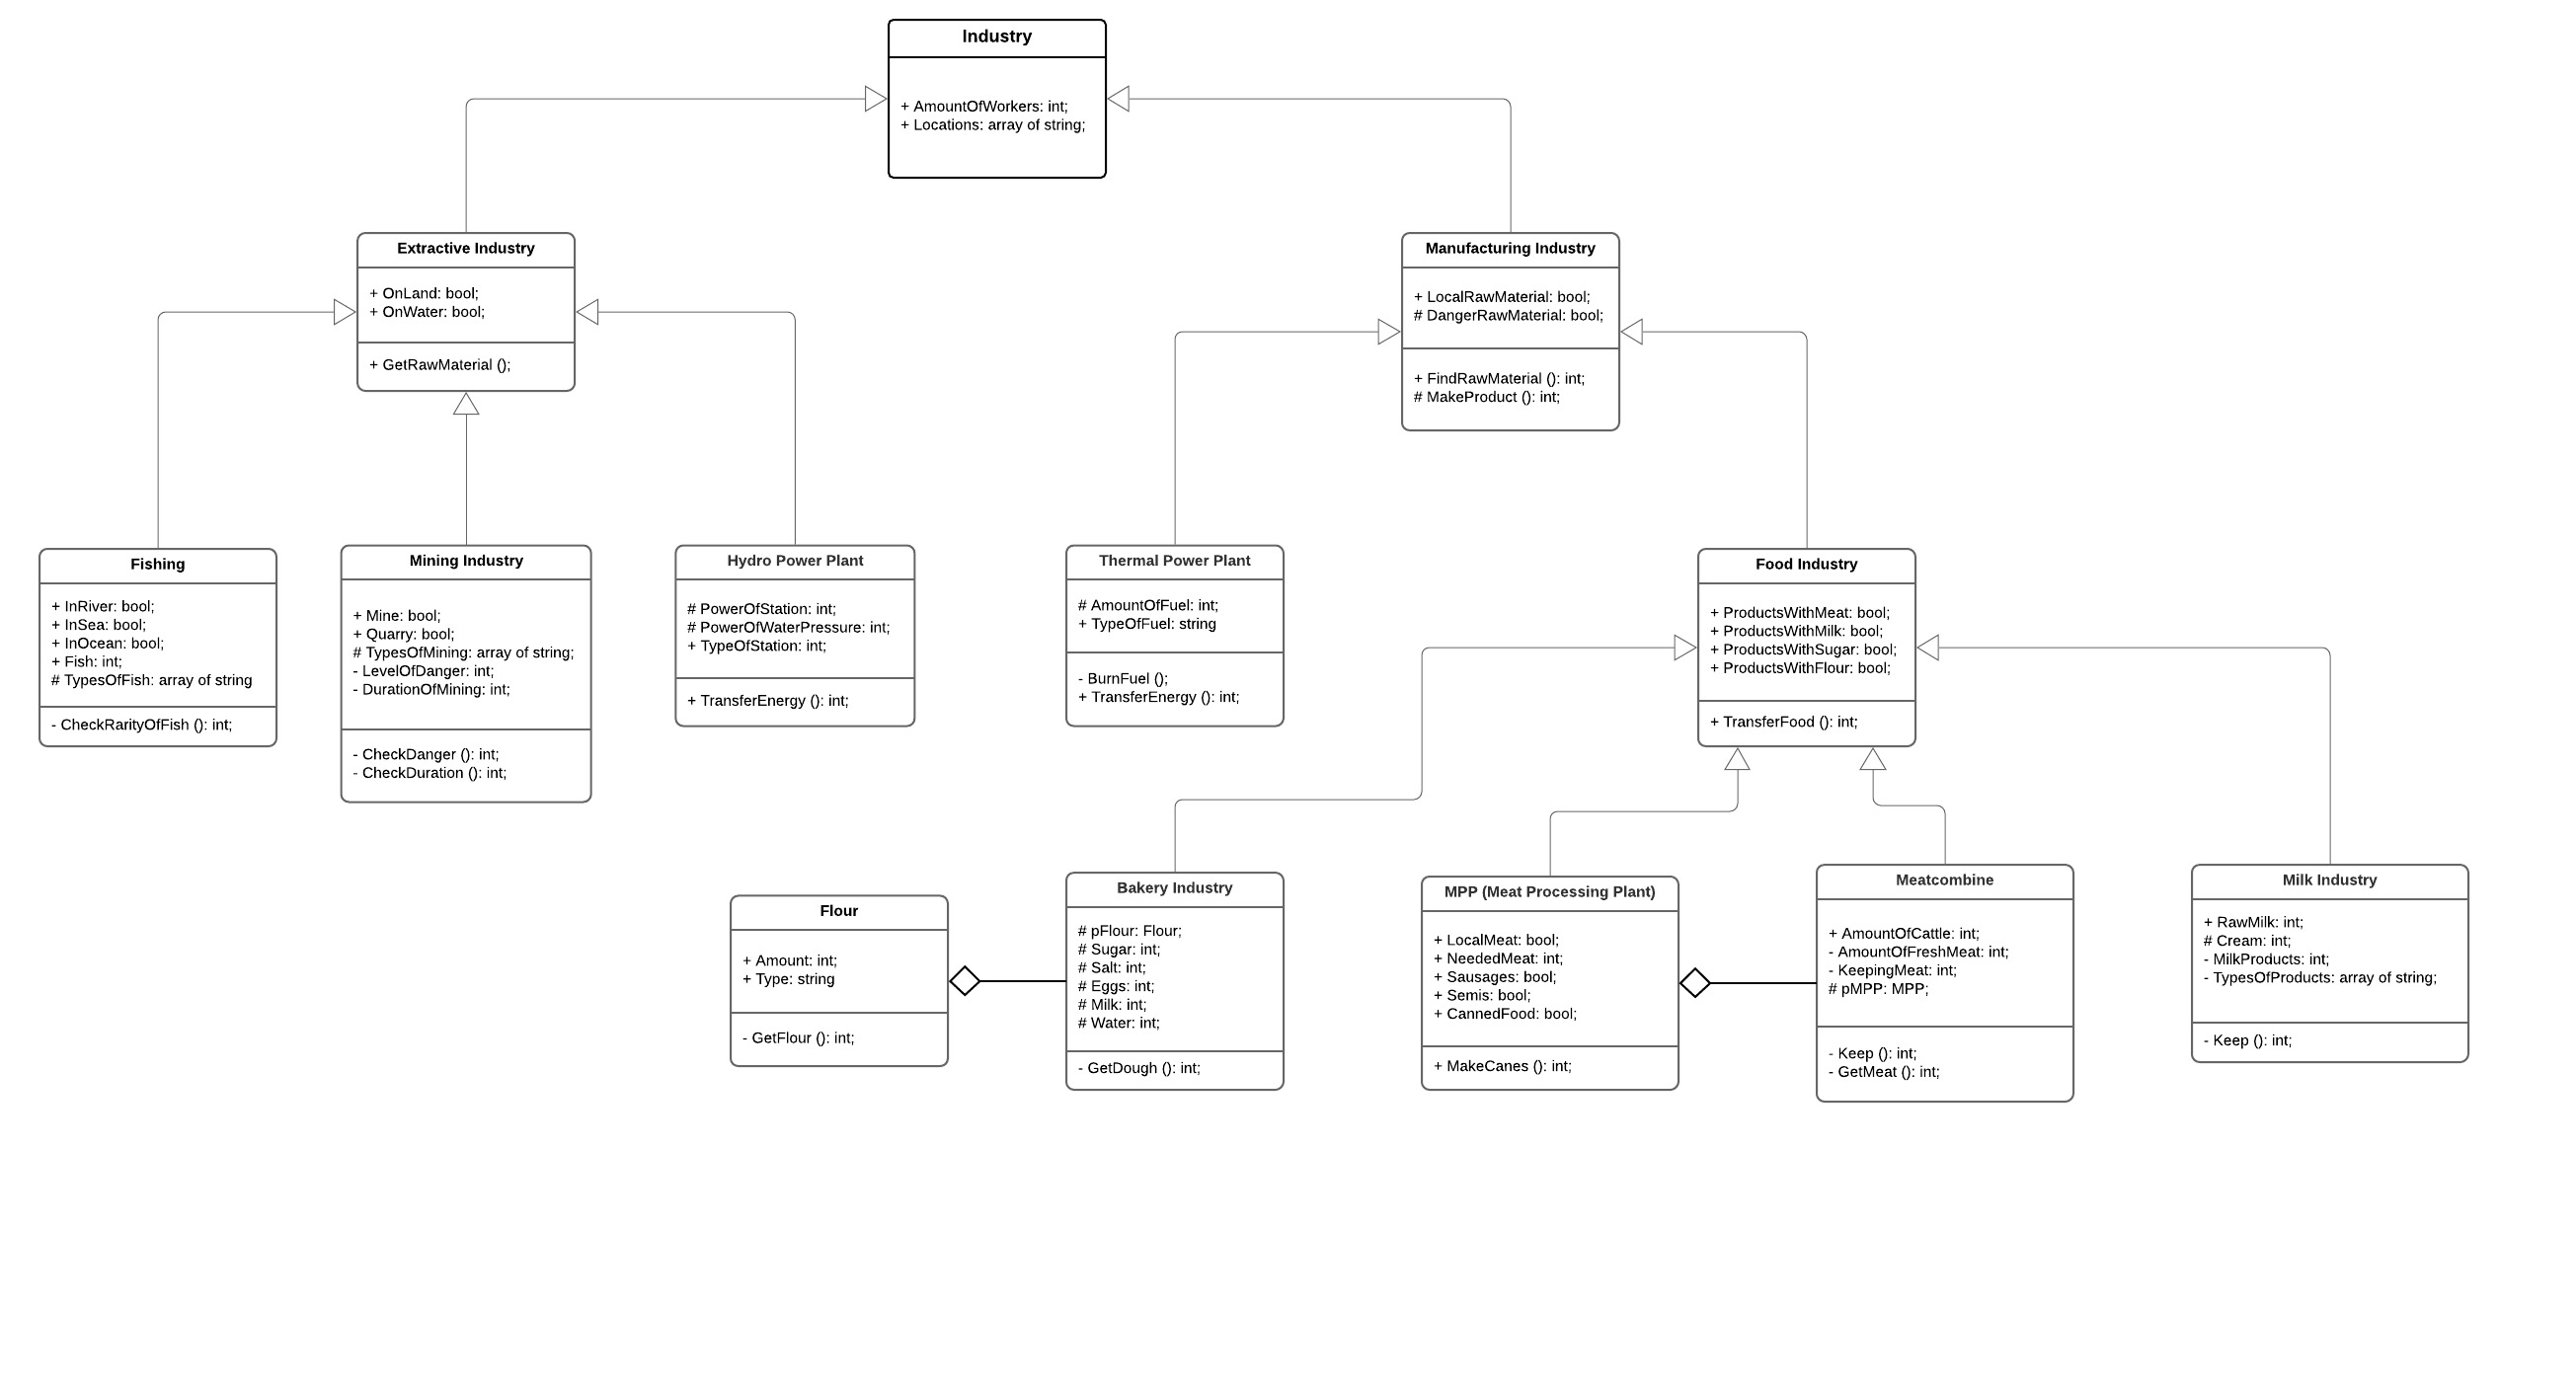 Industry
+ AmountOfWorkers: int;
+ Locations: array of string;
Extractive Industry
+ OnLand: bool;
+ OnWater: bool;
+ GetRawMaterial ();
Manufacturing Industry
+ LocalRawMaterial: bool;
# DangerRawMaterial: bool;
+ FindRawMaterial (): int;
# MakeProduct (): int;
Fishing
+ InRiver: bool;
+ InSea: bool;
+ InOcean: bool;
+ Fish: int;
# TypesOfFish: array of string
- CheckRarityOfFish (): int;
Mining Industry
+ Mine: bool;
+ Quarry: bool;
# TypesOfMining: array of string;
- LevelOfDanger: int;
- DurationOfMining: int;
- CheckDanger (): int;
- CheckDuration (): int;
Hydro Power Plant
# PowerOfStation: int;
# PowerOfWaterPressure: int;
+ TypeOfStation: int;
+ TransferEnergy (): int;
Thermal Power Plant
# AmountOfFuel: int;
+ TypeOfFuel: string
- BurnFuel ();
+ TransferEnergy (): int;
Food Industry
+ ProductsWithMeat: bool;
+ ProductsWithMilk: bool;
+ ProductsWithSugar: bool;
+ ProductsWithFlour: bool;
+ TransferFood (): int;
Flour
+ Amount: int;
+ Type: string
- GetFlour (): int;
Bakery Industry
# pFlour: Flour;
# Sugar: int;
# Salt: int;
# Eggs: int;
# Milk: int;
# Water: int;
- GetDough (): int;
MPP (Meat Processing Plant)
+ LocalMeat: bool;
+ NeededMeat: int;
+ Sausages: bool;
+ Semis: bool;
+ CannedFood: bool;
+ MakeCanes (): int;
Meatcombine
+ AmountOfCattle: int;
- AmountOfFreshMeat: int;
- KeepingMeat: int;
# pMPP: MPP;
- Keep (): int;
- GetMeat (): int;
Milk Industry
+ RawMilk: int;
# Cream: int;
- MilkProducts: int;
- TypesOfProducts: array of string;
- Keep (): int;